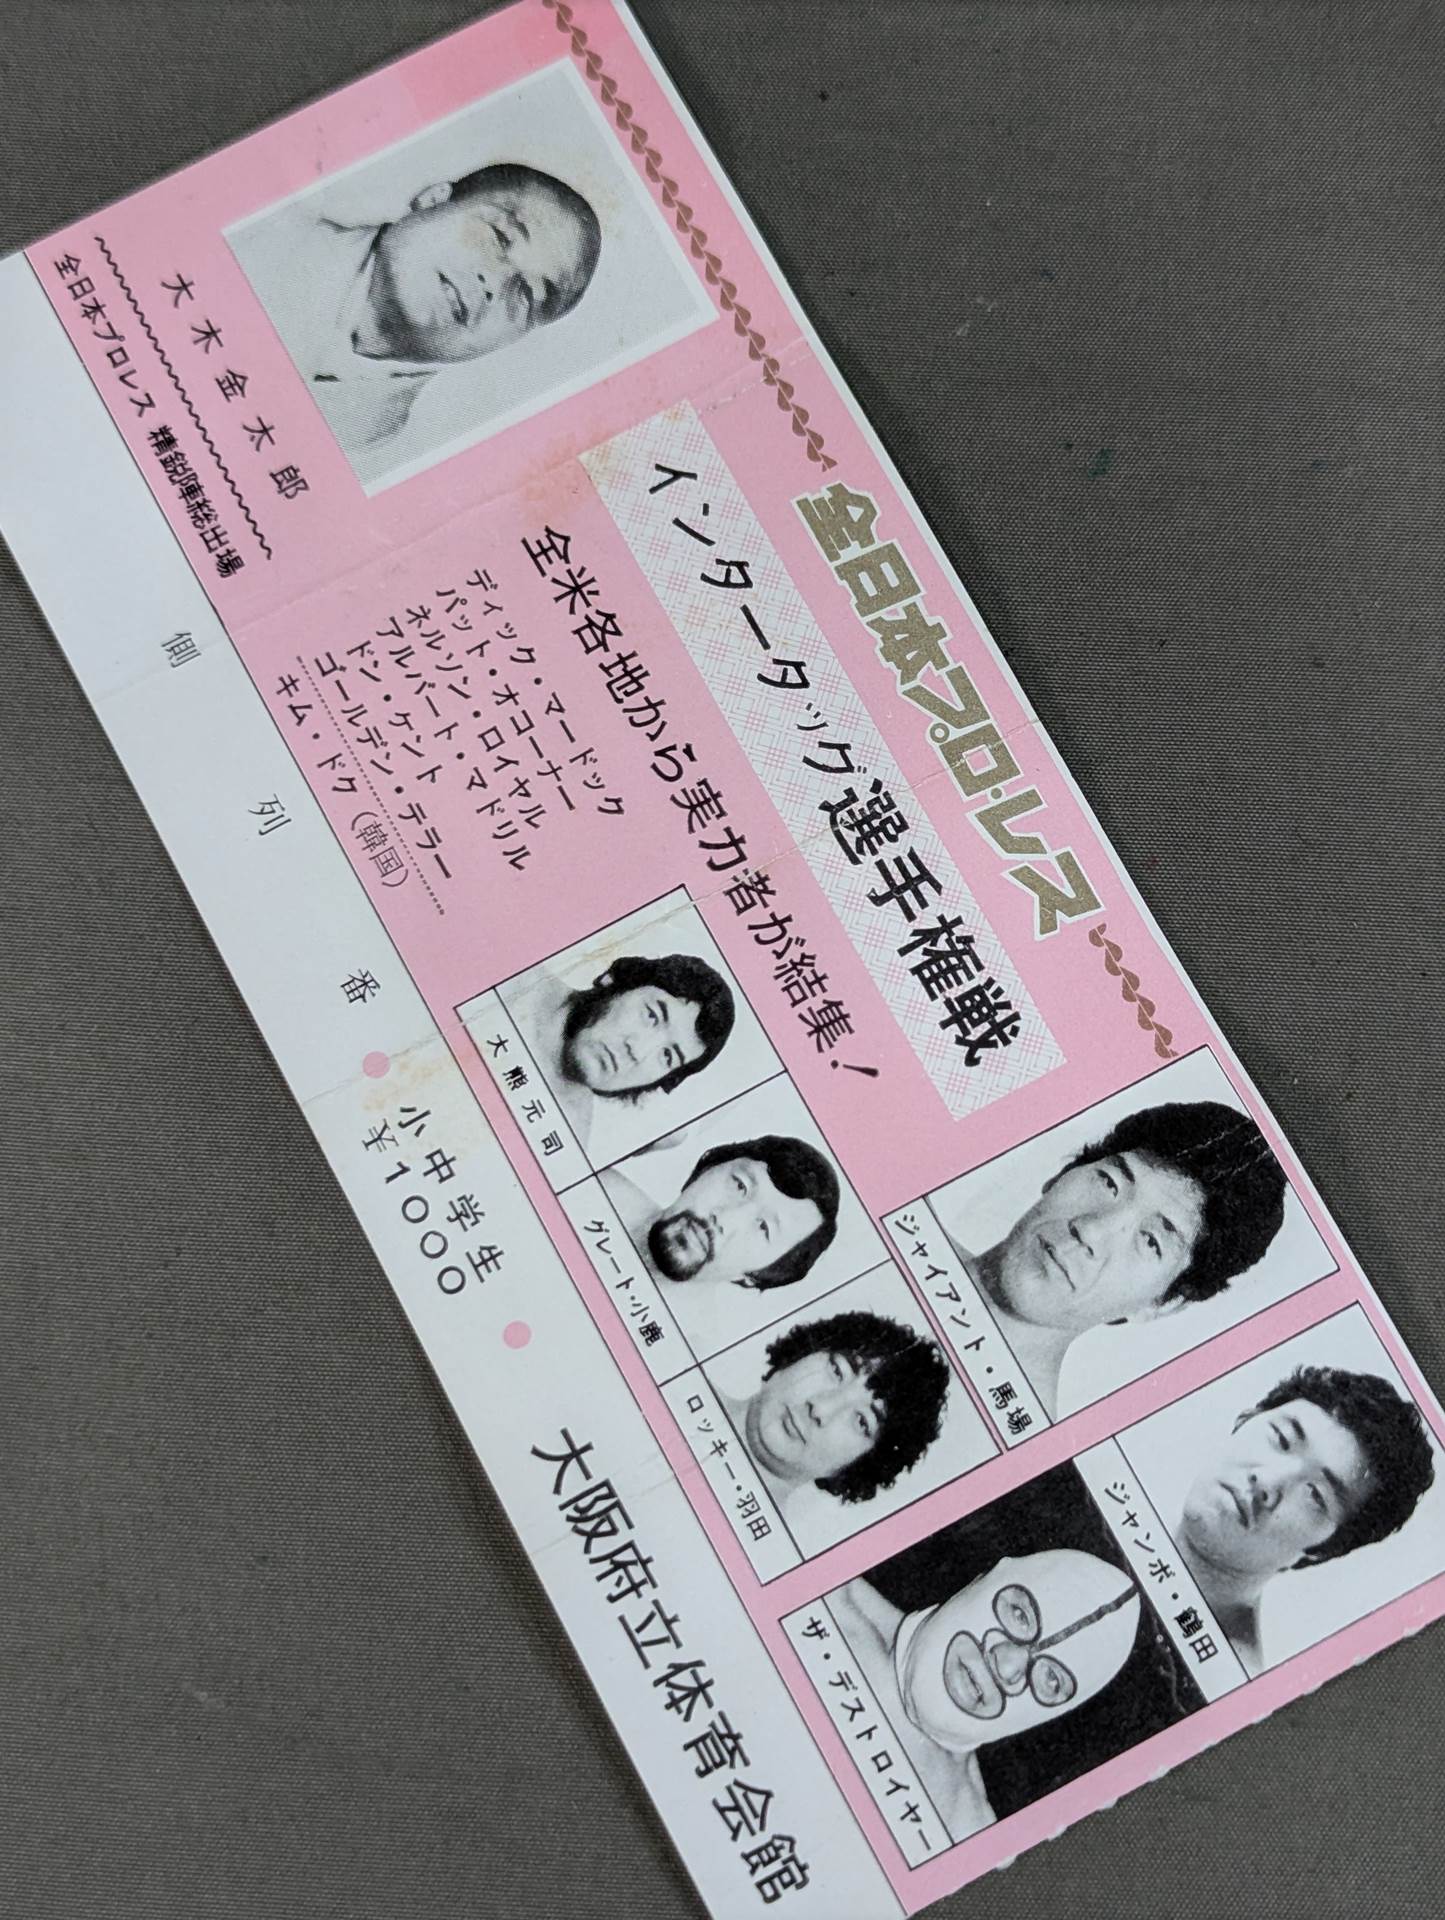 全日本プロ・レス
インタータッグ選手権戦
全米各地から実力者が結集!
ディック・マードック
パット・オコーナー
ネルソン・ロイヤル
アルバート・マドリル
ドン・ケント
ゴールデン・テラー
キム・ドク(韓国)
大木金太郎
全日本プロレス 精鋭陣総出場
ジャイアント・馬場
ジャンボ・鶴田
ザ・デストロイヤー
大熊元司
グレート・小鹿
ロッキー・羽田
側 列 番
小中学生
¥1000
大阪府立体育会館